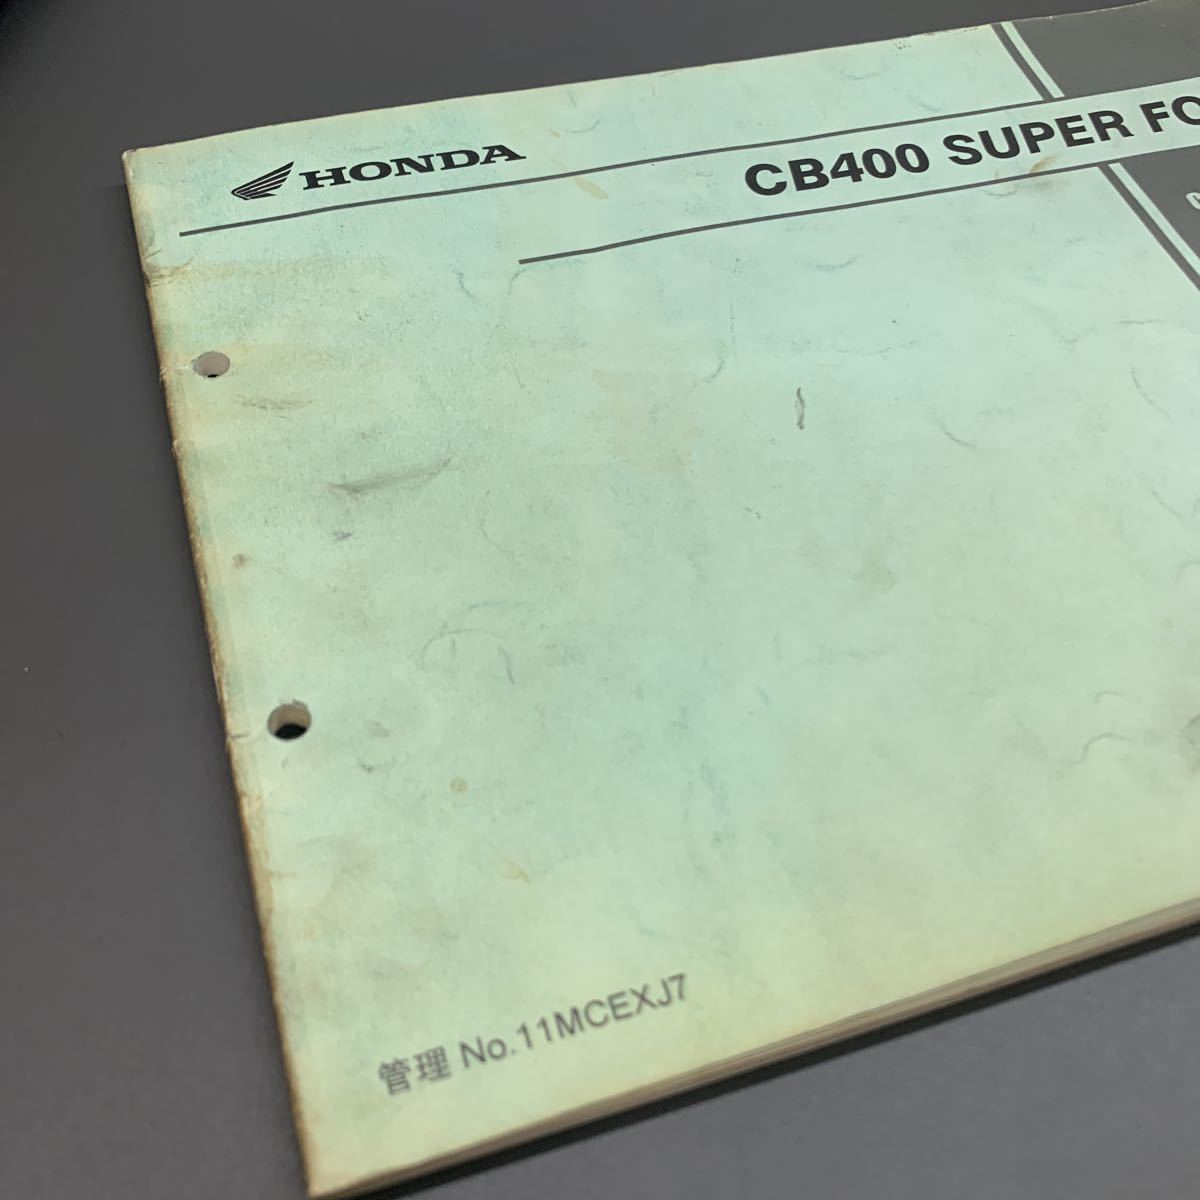 HONDA
CB400 SUPER FO
管理 No.11MCEXJ7